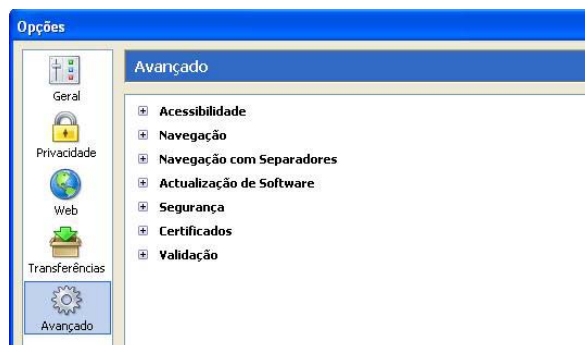 Opções
Geral
Privacidade
Web
Transferências
Avançado
Avançado
Acessibilidade
Navegação
Navegação com Separadores
Actualização de Software
Segurança
Certificados
Validação